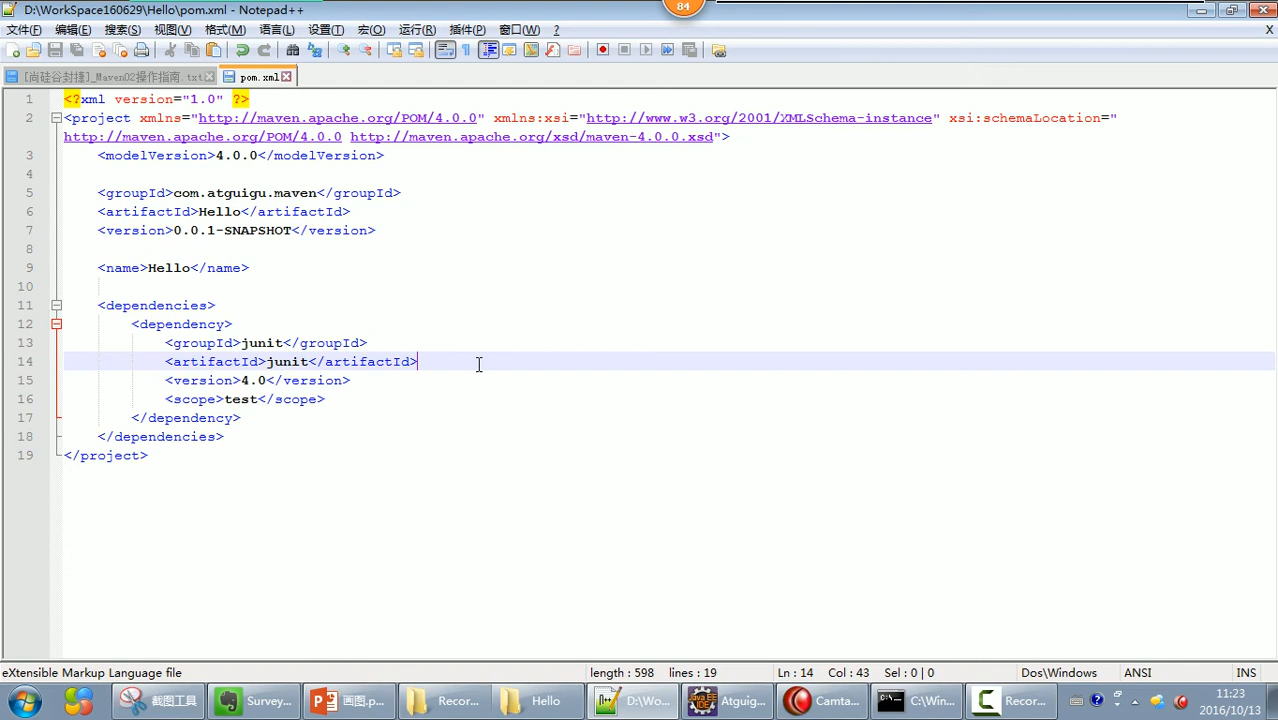 D:\WorkSpace160629\Hello\pom.xml - Notepad++
84
文件(F) 编辑(E) 搜索(S) 视图(V) 格式(M) 语言(L) 设置(T) 宏(O) 运行(R) 插件(P) 窗口(W) ? X
[尚硅谷封捷]_Maven02操作指南.txt pom.xml
1 <?xml version="1.0" ?>
2 <project xmlns="http://maven.apache.org/POM/4.0.0" xmlns:xsi="http://www.w3.org/2001/XMLSchema-instance" xsi:schemaLocation="
http://maven.apache.org/POM/4.0.0 http://maven.apache.org/xsd/maven-4.0.0.xsd">
3 <modelVersion>4.0.0</modelVersion>
4
5 <groupId>com.atguigu.maven</groupId>
6 <artifactId>Hello</artifactId>
7 <version>0.0.1-SNAPSHOT</version>
8
9 <name>Hello</name>
10
11 <dependencies>
12 <dependency>
13 <groupId>junit</groupId>
14 <artifactId>junit</artifactId>
15 <version>4.0</version>
16 <scope>test</scope>
17 </dependency>
18 </dependencies>
19 </project>
eXtensible Markup Language file length : 598 lines : 19 Ln : 14 Col : 43 Sel : 0 | 0 Dos\Windows ANSI INS
截图工具 Survey... 画图.p... Recor... Hello D:\Wo... Atguig... Camta... C:\Win... Recor... 11:23
2016/10/13